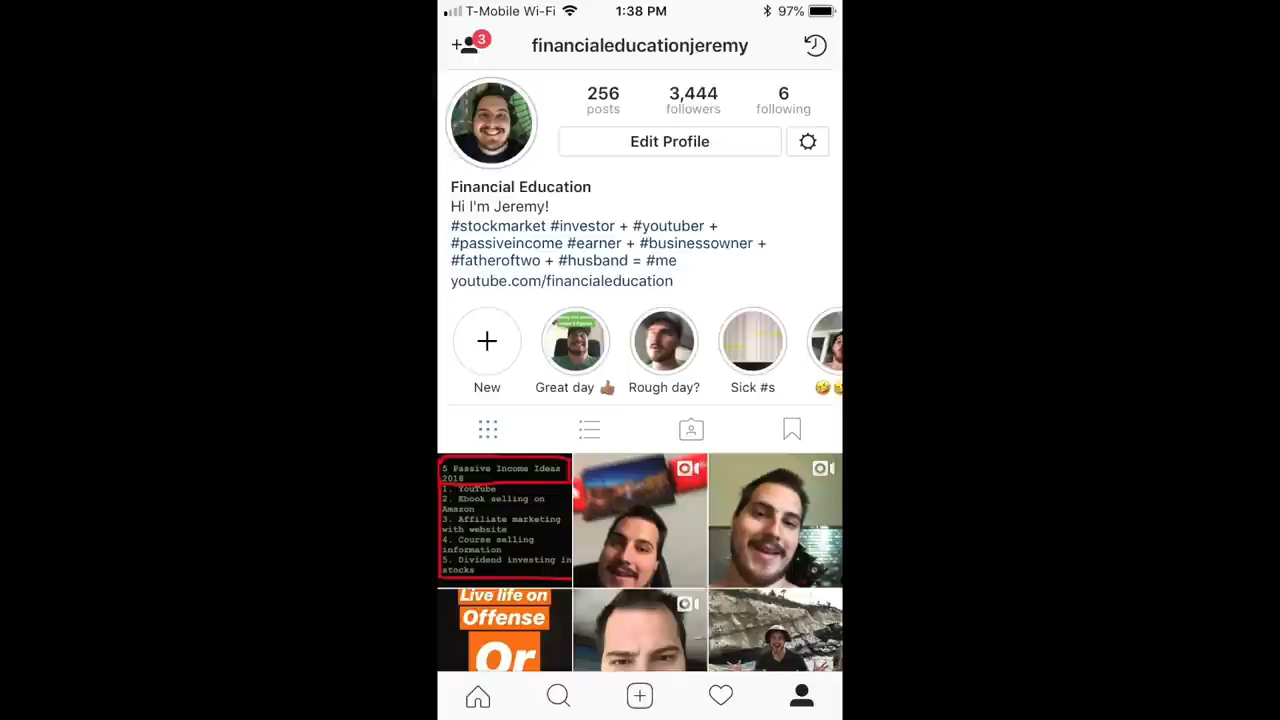 T-Mobile Wi-Fi 1:38 PM 97%
3
financialeducationjeremy
256 3,444 6
posts followers following
Edit Profile
Financial Education
Hi I'm Jeremy!
#stockmarket #investor + #youtuber +
#passiveincome #earner + #businessowner +
#fatheroftwo + #husband = #me
youtube.com/financialeducation
New Great day 👍🏽 Rough day? Sick #s 🤣
5 Passive Income Ideas
2018
1. YouTube
2. Ebook selling on
Amazon
3. Affiliate marketing
with website
4. Course selling
information
5. Dividend investing in
stocks
Live life on
Offense
Or